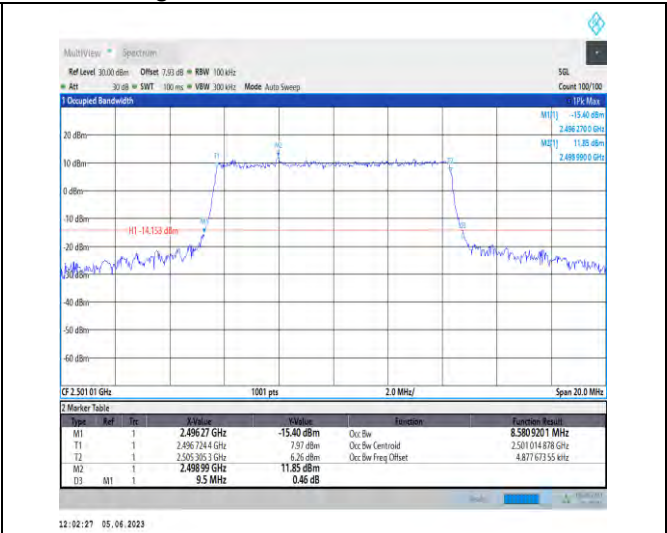 MultiView Spectrum
Ref Level 30.00 dBm Offset 7.93 dB RBW 100 kHz SGL
Att 30 dB SWT 100 ms VBW 300 kHz Mode Auto Sweep Count 100/100
1 Occupied Bandwidth 1Pk Max
M1[1] -15.40 dBm
2.496 270 0 GHz
M2[1] 11.85 dBm
2.498 990 0 GHz
20 dBm
M2
T1 T2
10 dBm
0 dBm
-10 dBm
M1
H1 -14.153 dBm
D3
-20 dBm
-30 dBm
-40 dBm
-50 dBm
-60 dBm
CF 2.501 01 GHz 1001 pts 2.0 MHz/ Span 20.0 MHz
2 Marker Table
Type Ref Trc X-Value Y-Value Function Function Result
M1 1 2.496 27 GHz -15.40 dBm Occ Bw 8.580 920 1 MHz
T1 1 2.496 724 4 GHz 7.97 dBm Occ Bw Centroid 2.501 014 878 GHz
T2 1 2.505 305 3 GHz 6.26 dBm Occ Bw Freq Offset 4.877 673 55 kHz
M2 1 2.498 99 GHz 11.85 dBm
D3 M1 1 9.5 MHz 0.46 dB
12:02:27 05.06.2023